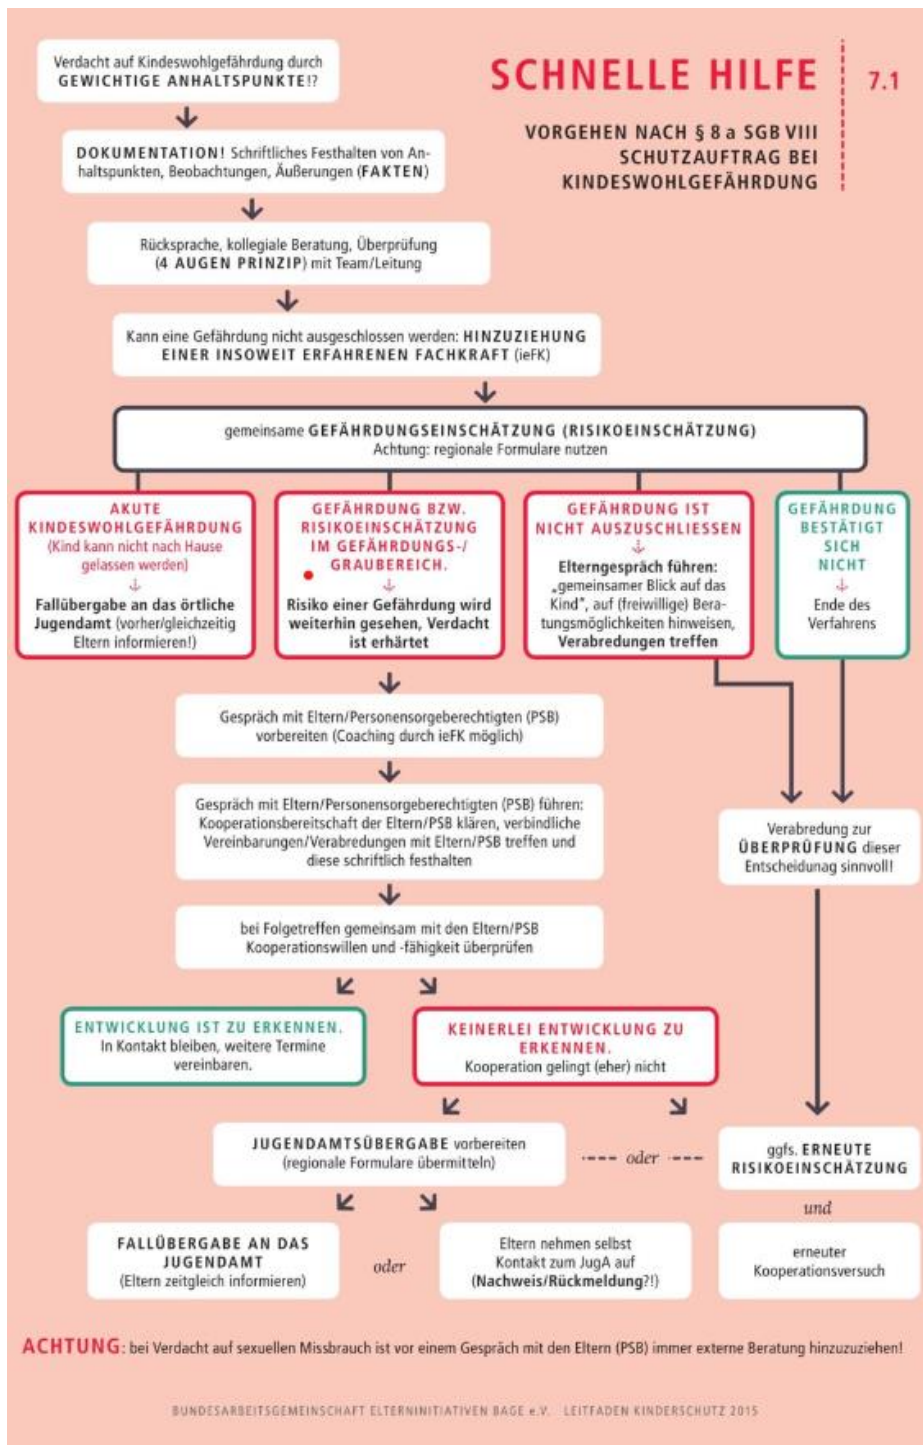 Verdacht auf Kindeswohlgefährdung durch
GEWICHTIGE ANHALTSPUNKTE!?
SCHNELLE HILFE
7.1
VORGEHEN NACH § 8 a SGB VIII
SCHUTZAUFTRAG BEI
KINDESWOHLGEFÄHRDUNG
DOKUMENTATION! Schriftliches Festhalten von An-
haltspunkten, Beobachtungen, Äußerungen (FAKTEN)
Rücksprache, kollegiale Beratung, Überprüfung
(4 AUGEN PRINZIP) mit Team/Leitung
Kann eine Gefährdung nicht ausgeschlossen werden: HINZUZIEHUNG
EINER INSOWEIT ERFAHRENEN FACHKRAFT (ieFK)
gemeinsame GEFÄHRDUNGSEINSCHÄTZUNG (RISIKOEINSCHÄTZUNG)
Achtung: regionale Formulare nutzen
AKUTE
KINDESWOHLGEFÄHRDUNG
(Kind kann nicht nach Hause
gelassen werden)
Fallübergabe an das örtliche
Jugendamt (vorher/gleichzeitig
Eltern informieren!)
GEFÄHRDUNG BZW.
RISIKOEINSCHÄTZUNG
IM GEFÄHRDUNGS-/
GRAUBEREICH.
Risiko einer Gefährdung wird
weiterhin gesehen, Verdacht
ist erhärtet
GEFÄHRDUNG IST
NICHT AUSZUSCHLIESSEN
Elterngespräch führen:
„gemeinsamer Blick auf das
Kind“, auf (freiwillige) Bera-
tungsmöglichkeiten hinweisen,
Verabredungen treffen
GEFÄHRDUNG
BESTÄTIGT
SICH
NICHT
Ende des
Verfahrens
Gespräch mit Eltern/Personensorgeberechtigten (PSB)
vorbereiten (Coaching durch ieFK möglich)
Gespräch mit Eltern/Personensorgeberechtigten (PSB) führen:
Kooperationsbereitschaft der Eltern/PSB klären, verbindliche
Vereinbarungen/Verabredungen mit Eltern/PSB treffen und
diese schriftlich festhalten
Verabredung zur
ÜBERPRÜFUNG dieser
Entscheidunag sinnvoll!
bei Folgetreffen gemeinsam mit den Eltern/PSB
Kooperationswillen und -fähigkeit überprüfen
ENTWICKLUNG IST ZU ERKENNEN.
In Kontakt bleiben, weitere Termine
vereinbaren.
KEINERLEI ENTWICKLUNG ZU
ERKENNEN.
Kooperation gelingt (eher) nicht
JUGENDAMTSÜBERGABE vorbereiten
(regionale Formulare übermitteln)
oder
ggfs. ERNEUTE
RISIKOEINSCHÄTZUNG
und
erneuter
Kooperationsversuch
FALLÜBERGABE AN DAS
JUGENDAMT
(Eltern zeitgleich informieren)
oder
Eltern nehmen selbst
Kontakt zum JugA auf
(Nachweis/Rückmeldung?!)
ACHTUNG: bei Verdacht auf sexuellen Missbrauch ist vor einem Gespräch mit den Eltern (PSB) immer externe Beratung hinzuzuziehen!
BUNDESARBEITSGEMEINSCHAFT ELTERNINITIATIVEN BAGE e.V. LEITFADEN KINDERSCHUTZ 2015